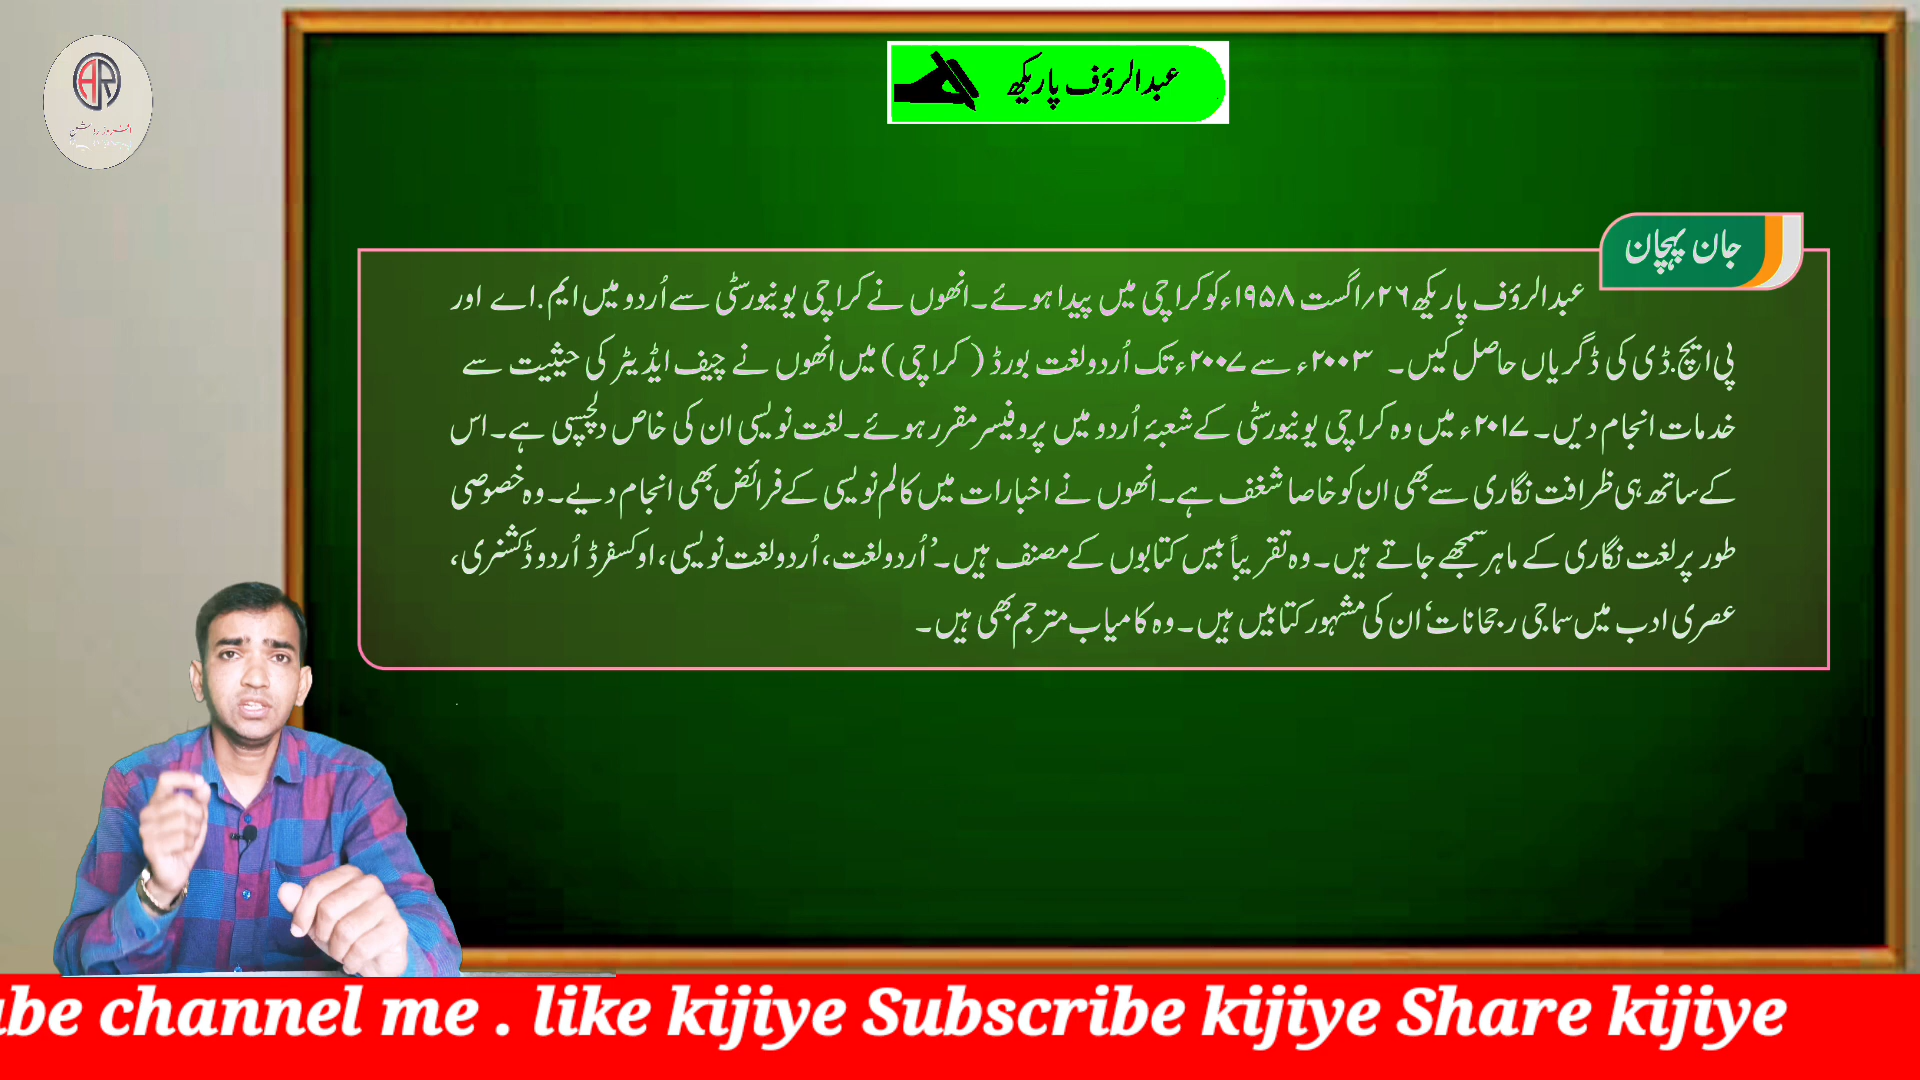 AR
افروز روشن
عبدالرؤف پاریکھ
جان پہچان
عبدالرؤف پاریکھ ۲۶؍اگست ۱۹۵۸ء کو کراچی میں پیدا ہوئے۔ انھوں نے کراچی یونیورسٹی سے اُردو میں ایم.اے اور
پی ایچ.ڈی کی ڈگریاں حاصل کیں۔ ۲۰۰۳ء سے ۲۰۰۷ء تک اُردو لغت بورڈ (کراچی) میں انھوں نے چیف ایڈیٹر کی حیثیت سے
خدمات انجام دیں۔ ۲۰۱۷ء میں وہ کراچی یونیورسٹی کے شعبۂ اُردو میں پروفیسر مقرر ہوئے۔ لغت نویسی ان کی خاص دلچسپی ہے۔ اس
کے ساتھ ہی ظرافت نگاری سے بھی ان کو خاصا شغف ہے۔ انھوں نے اخبارات میں کالم نویسی کے فرائض بھی انجام دیے۔ وہ خصوصی
طور پر لغت نگاری کے ماہر سمجھے جاتے ہیں۔ وہ تقریباً بیس کتابوں کے مصنف ہیں۔ ’اُردو لغت، اُردو لغت نویسی، اوکسفرڈ اُردو ڈکشنری،
عصری ادب میں سماجی رجحانات‘ ان کی مشہور کتابیں ہیں۔ وہ کامیاب مترجم بھی ہیں۔
ube channel me . like kijiye Subscribe kijiye Share kijiye